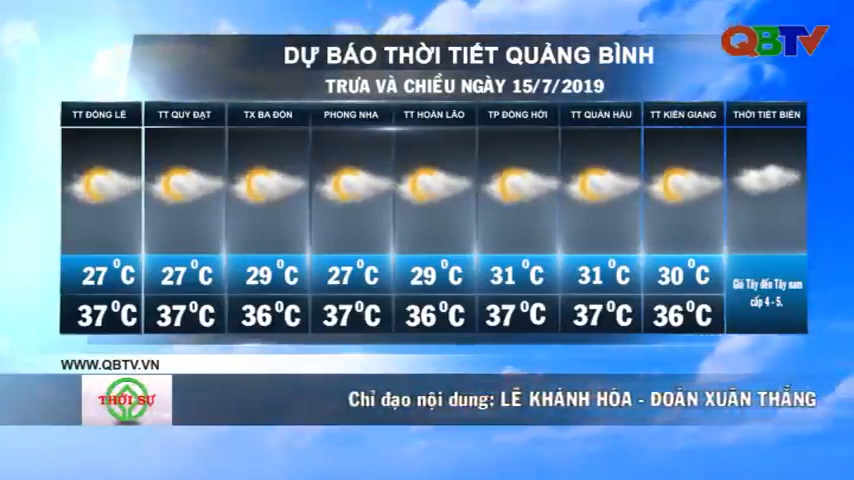 QBTV
DỰ BÁO THỜI TIẾT QUẢNG BÌNH
TRƯA VÀ CHIỀU NGÀY 15/7/2019
TT ĐỒNG LÊ TT QUY ĐẠT TX BA ĐỒN PHONG NHA TT HOÀN LÃO TP ĐỒNG HỚI TT QUÁN HÀU TT KIẾN GIANG THỜI TIẾT BIỂN
27°C 27°C 29°C 27°C 29°C 31°C 31°C 30°C Gió Tây đến Tây nam
cấp 4 - 5.
37°C 37°C 36°C 37°C 36°C 37°C 37°C 36°C
WWW.QBTV.VN
THỜI SỰ
Chỉ đạo nội dung: LÊ KHÁNH HÒA - ĐOÀN XUÂN THẮNG